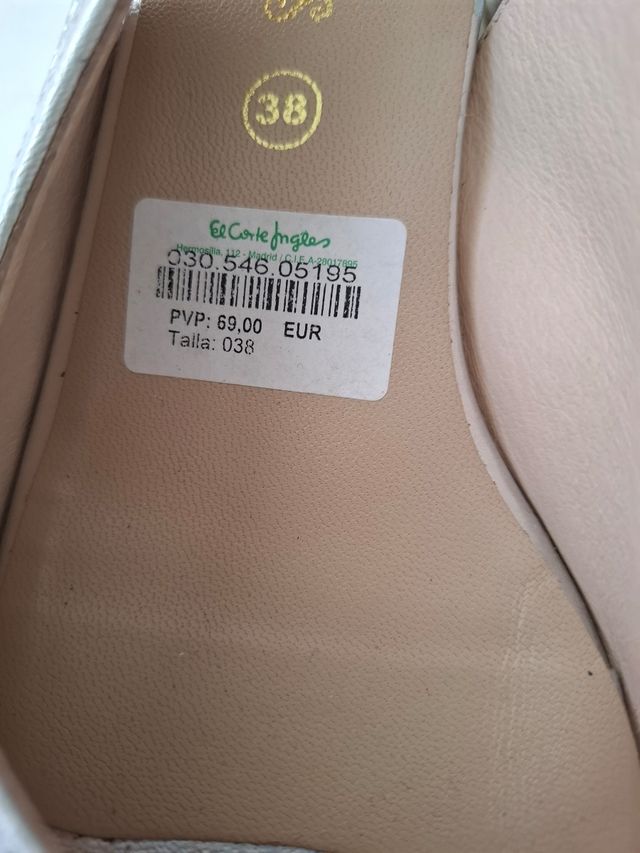 38
El Corte Inglés
Hermosilla, 112 - Madrid / C.I.F. A-28017895
030.546.05195
PVP: 69,00 EUR
Talla: 038